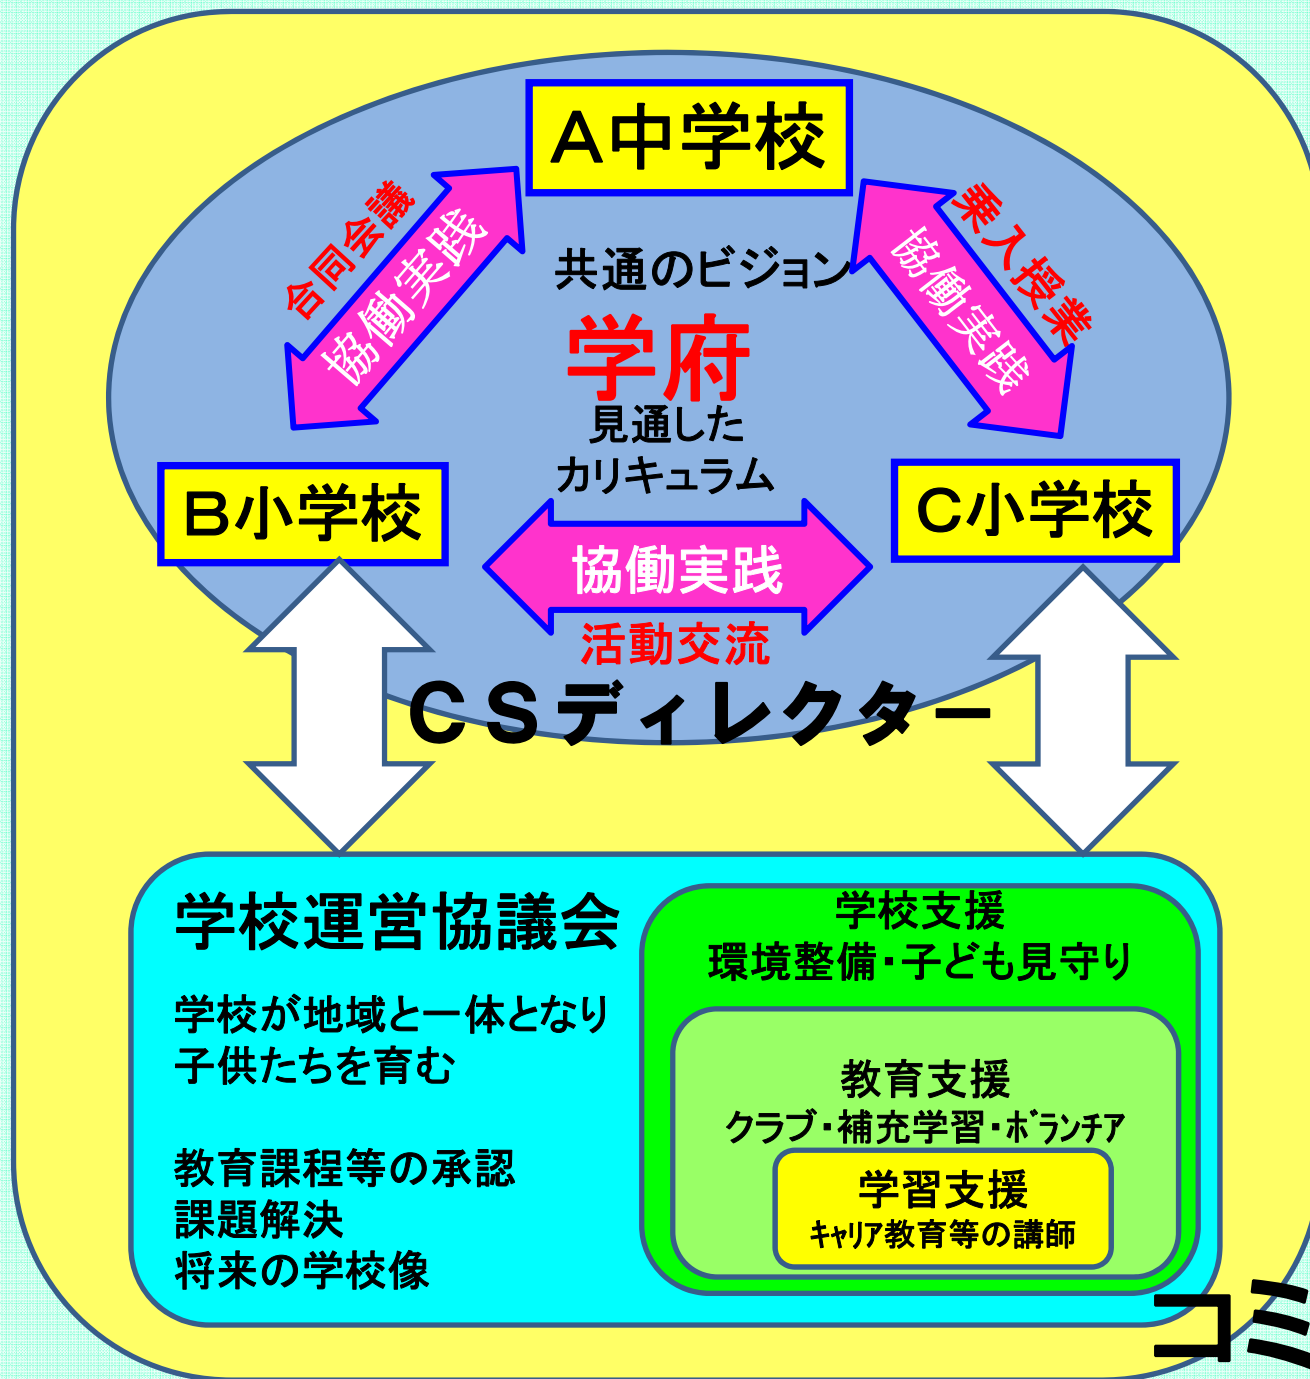 A中学校
合同会議
協働実践
乗入授業
協働実践
共通のビジョン
学府
見通した
カリキュラム
B小学校
C小学校
協働実践
活動交流
CSディレクター
学校運営協議会
学校が地域と一体となり
子供たちを育む
教育課程等の承認
課題解決
将来の学校像
学校支援
環境整備・子ども見守り
教育支援
クラブ・補充学習・ボランチア
学習支援
キャリア教育等の講師
コミ